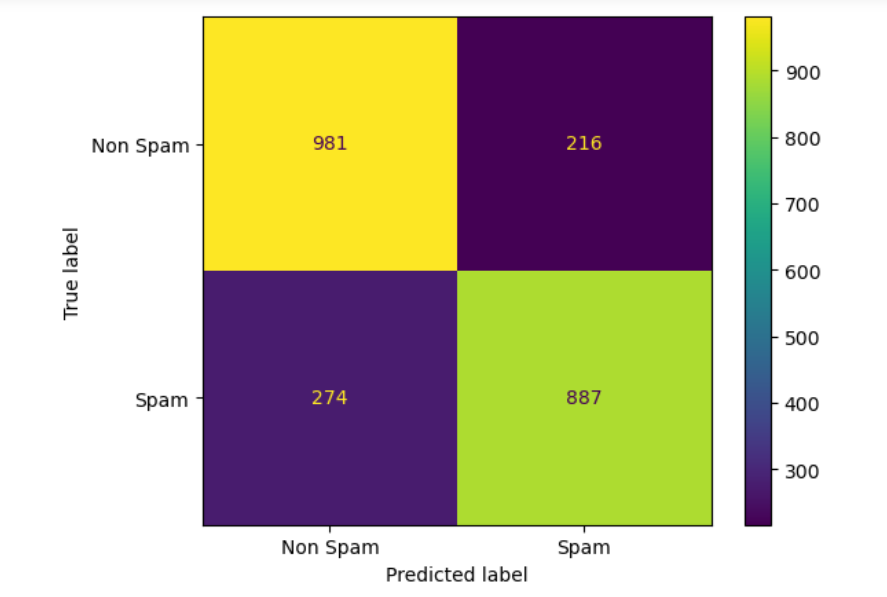 Non Spam
981
216
Spam
274
887
Non Spam
Spam
Predicted label
True label
900
800
700
600
500
400
300